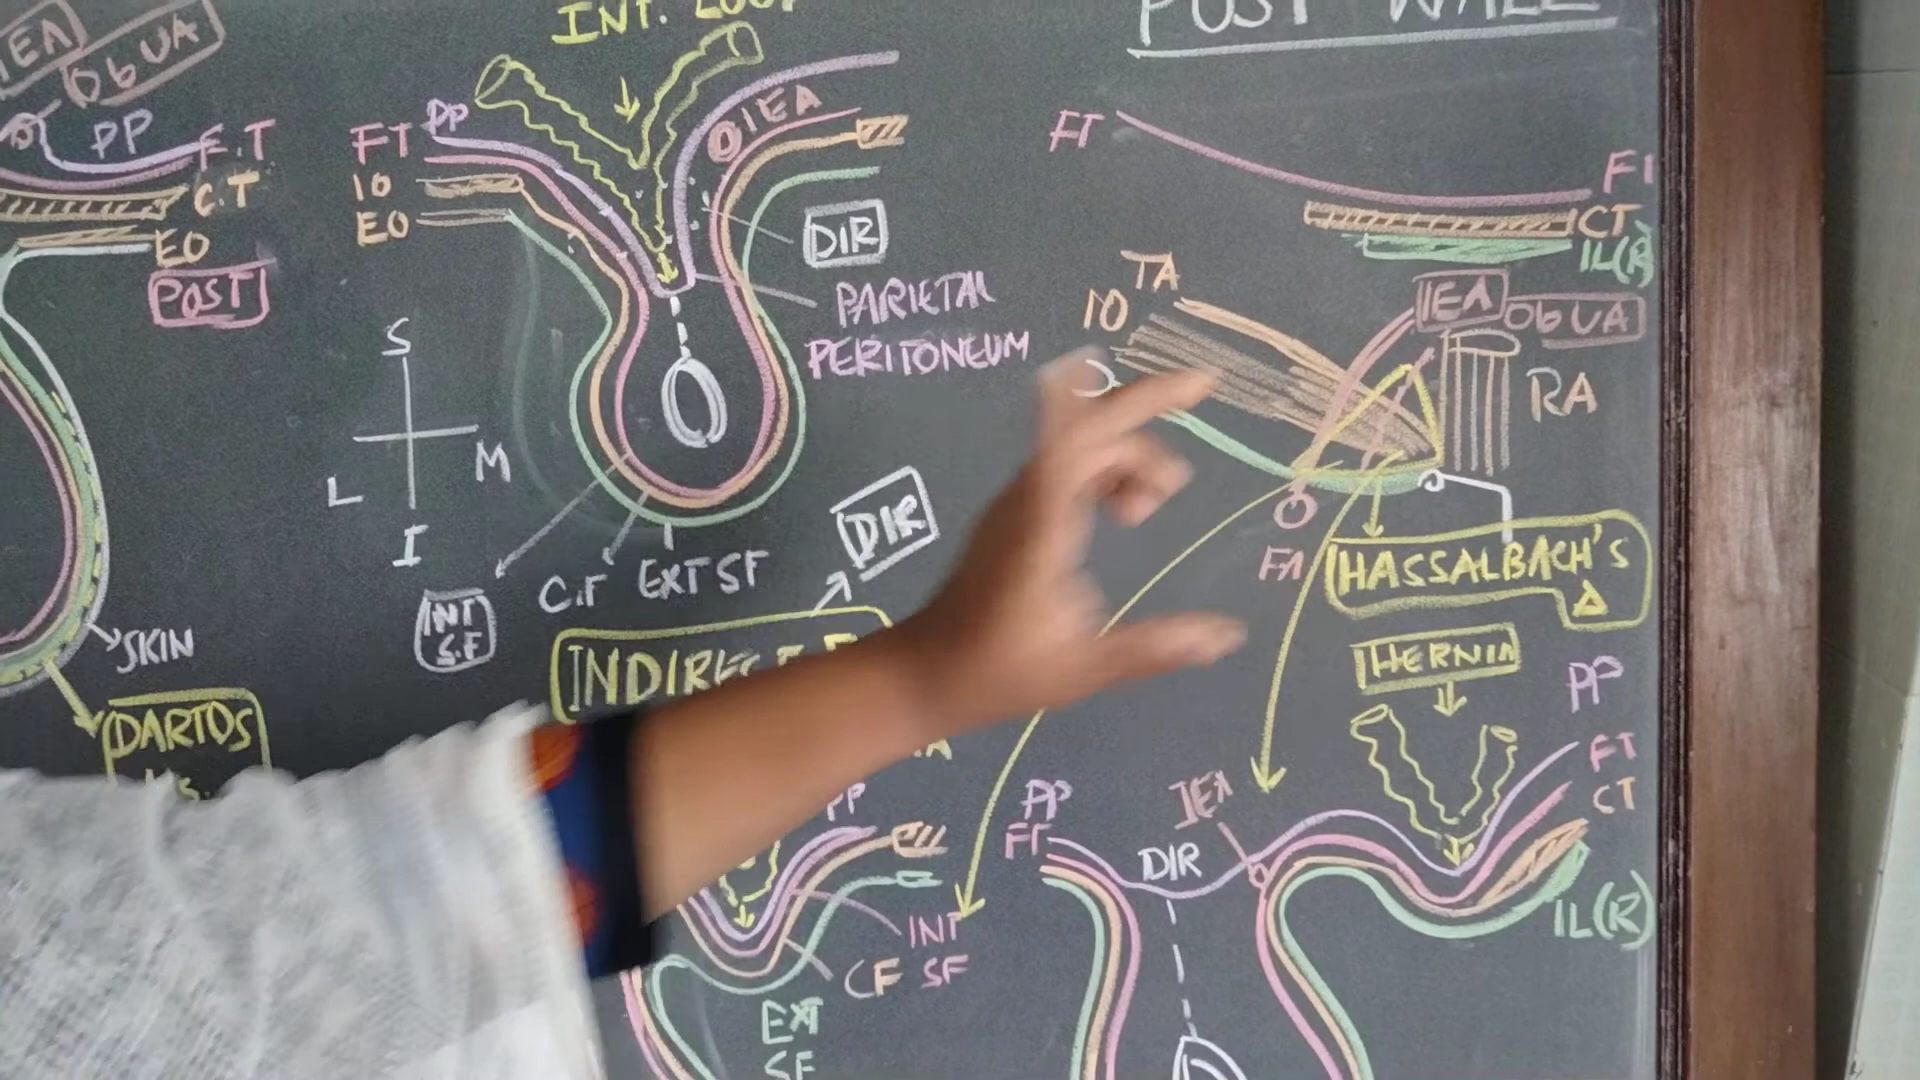 IEA
ObUA
PP
F.T
C.T
EO
POST
SKIN
DARTOS
INT. LOOP
PP
FT
IO
EO
IEA
DIR
PARIETAL
PERITONEUM
S
L
M
I
INT
S.F
C.F
EXT SF
DIR
PP
INT
SF
CF
EXT
SF
POST WALL
FT
CT
IL(R)
TA
IO
IEA
ObUA
RA
FA
HASSALBACH'S
Δ
HERNIA
PP
FT
CT
IL(R)
PP
FT
DIR
IEA